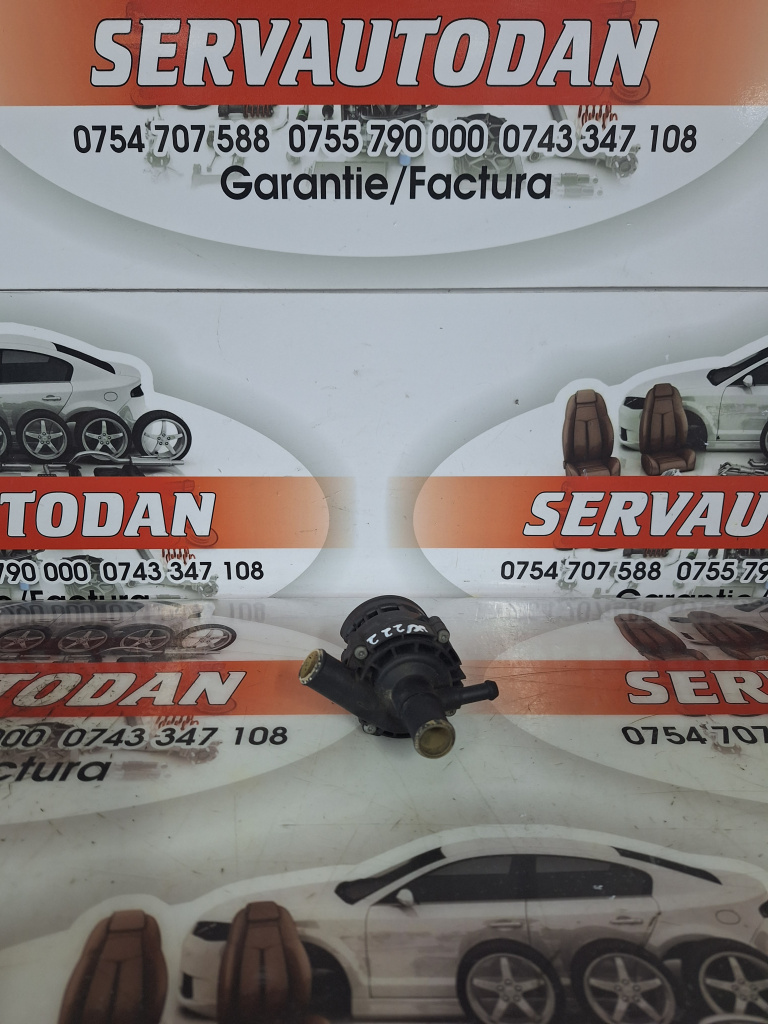 SERVAUTODAN
0754 707 588 0755 790 000 0743 347 108
Garantie/Factura
TODAN
SERVAU
790 000 0743 347 108
0754 707 588 0755 79
/Factura
W222
TODAN
SER
000 0743 347 108
0754 707
ctura